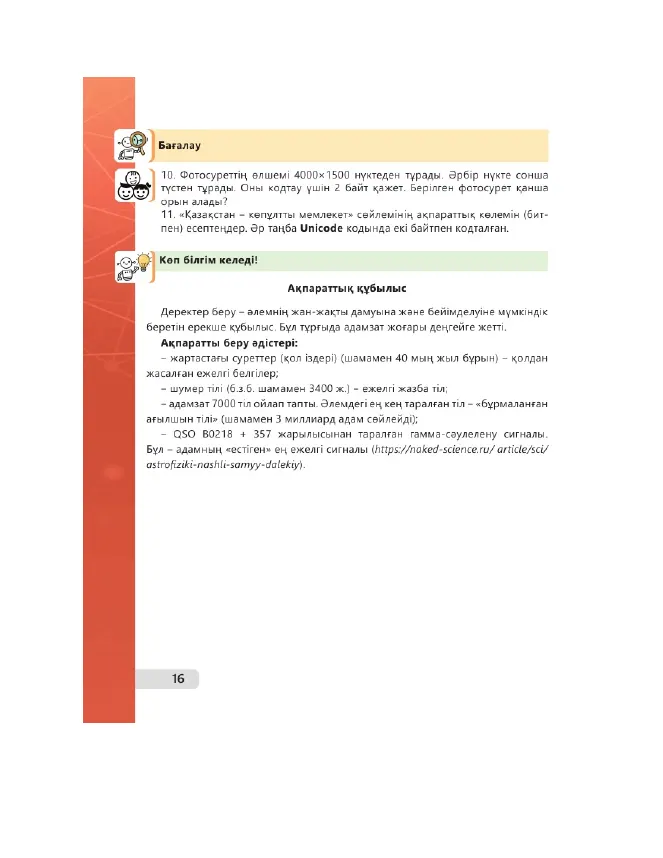 Бағалау
10. Фотосуреттің өлшемі 4000×1500 нүктеден тұрады. Әрбір нүкте сонша
түстен тұрады. Оны кодтау үшін 2 байт қажет. Берілген фотосурет қанша
орын алады?
11. «Қазақстан – көпұлтты мемлекет» сөйлемінің ақпараттық көлемін (бит-
пен) есептеңдер. Әр таңба Unicode кодында екі байтпен кодталған.
Көп білгім келеді!
Ақпараттық құбылыс
Деректер беру – әлемнің жан-жақты дамуына және бейімделуіне мүмкіндік
беретін ерекше құбылыс. Бұл тұрғыда адамзат жоғары деңгейге жетті.
Ақпаратты беру әдістері:
– жартастағы суреттер (қол іздері) (шамамен 40 мың жыл бұрын) – қолдан
жасалған ежелгі белгілер;
– шумер тілі (б.з.б. шамамен 3400 ж.) – ежелгі жазба тіл;
– адамзат 7000 тіл ойлап тапты. Әлемдегі ең кең таралған тіл – «бұрмаланған
ағылшын тілі» (шамамен 3 миллиард адам сөйлейді);
– QSO B0218 + 357 жарылысынан таралған гамма-сәулелену сигналы.
Бұл – адамның «естіген» ең ежелгі сигналы (https://naked-science.ru/ article/sci/
astrofiziki-nashli-samyy-dalekiy).
16